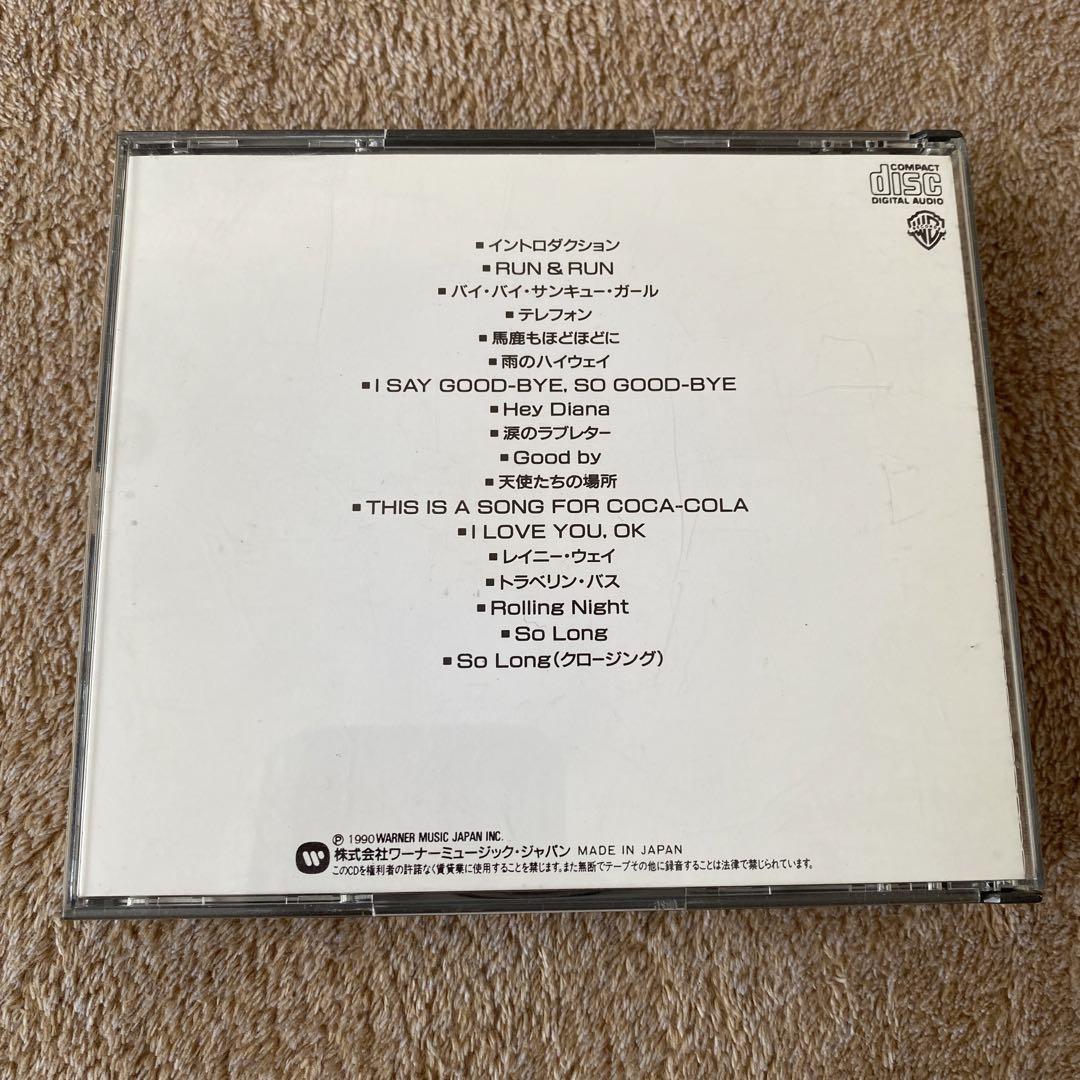 COMPACT
disc
DIGITAL AUDIO
■イントロダクション
■RUN & RUN
■バイ・バイ・サンキュー・ガール
■テレフォン
■馬鹿もほどほどに
■雨のハイウェイ
■I SAY GOOD-BYE, SO GOOD-BYE
■Hey Diana
■涙のラブレター
■Good by
■天使たちの場所
■THIS IS A SONG FOR COCA-COLA
■I LOVE YOU, OK
■レイニー・ウェイ
■トラベリン・バス
■Rolling Night
■So Long
■So Long(クロージング)
Ⓟ 1990 WARNER MUSIC JAPAN INC.
株式会社ワーナーミュージック・ジャパン MADE IN JAPAN
このCDを権利者の許諾なく賃貸業に使用することを禁じます。また無断でテープその他に録音することは法律で禁じられています。